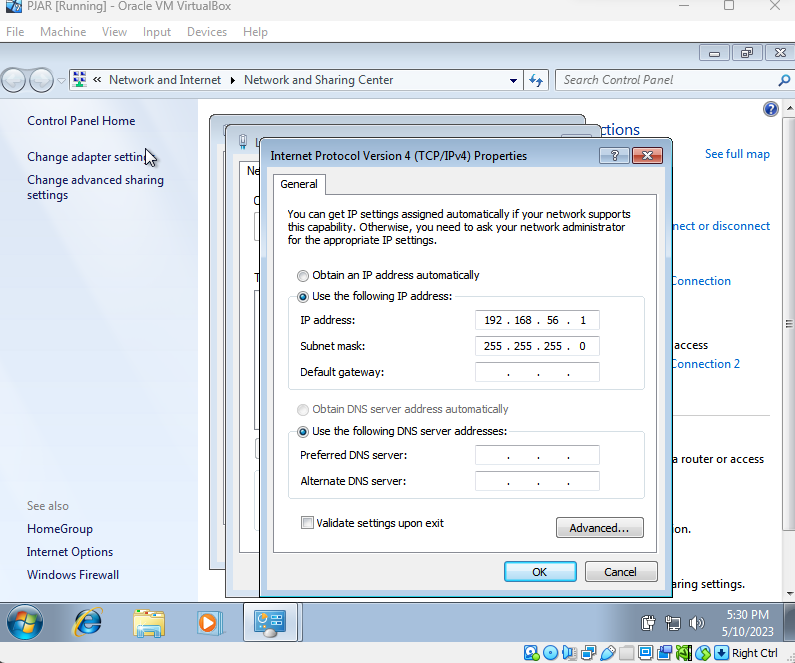 PJAR [Running] - Oracle VM VirtualBox
File Machine View Input Devices Help
« Network and Internet Network and Sharing Center
Search Control Panel
Control Panel Home
Change adapter settin
Change advanced sharing
settings
See also
HomeGroup
Internet Options
Windows Firewall
ctions
See full map
nect or disconnect
Connection
access
Connection 2
a router or access
on.
aring settings.
L
Ne
C
T
Internet Protocol Version 4 (TCP/IPv4) Properties
?
General
You can get IP settings assigned automatically if your network supports
this capability. Otherwise, you need to ask your network administrator
for the appropriate IP settings.
Obtain an IP address automatically
Use the following IP address:
IP address: 192 . 168 . 56 . 1
Subnet mask: 255 . 255 . 255 . 0
Default gateway: . . .
Obtain DNS server address automatically
Use the following DNS server addresses:
Preferred DNS server: . . .
Alternate DNS server: . . .
Validate settings upon exit
Advanced...
OK Cancel
5:30 PM
5/10/2023
Right Ctrl